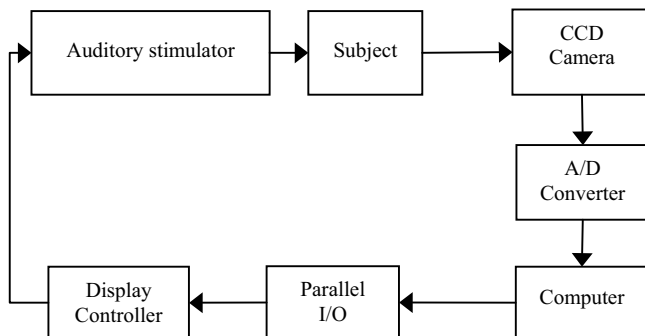 Auditory stimulator
Subject
CCD
Camera
A/D
Converter
Computer
Parallel
I/O
Display
Controller